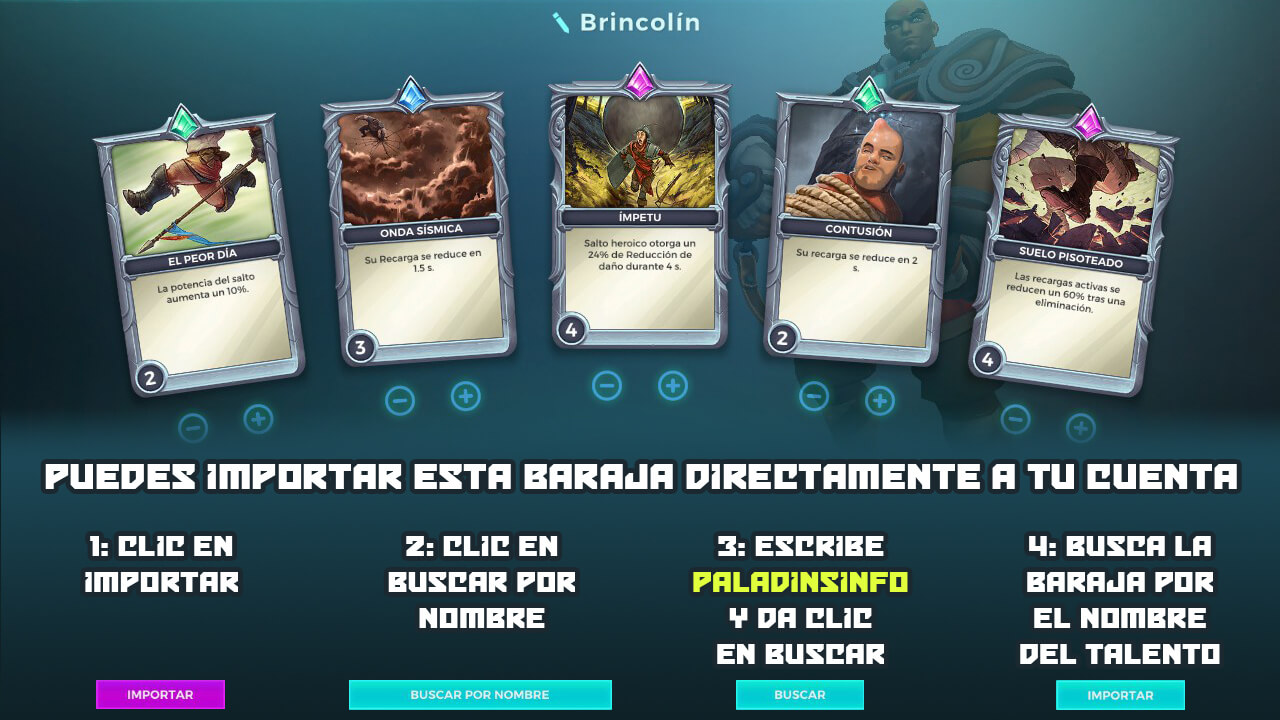 Brincolín
EL PEOR DÍA
La potencia del salto
aumenta un 10%.
2
ONDA SÍSMICA
Su Recarga se reduce en
1.5 s.
3
ÍMPETU
Salto heroico otorga un
24% de Reducción de
daño durante 4 s.
4
CONTUSIÓN
Su recarga se reduce en 2
s.
2
SUELO PISOTEADO
Las recargas activas se
reducen un 60% tras una
eliminación.
4
PUEDES IMPORTAR ESTA BARAJA DIRECTAMENTE A TU CUENTA
1: CLIC EN
IMPORTAR
IMPORTAR
2: CLIC EN
BUSCAR POR
NOMBRE
BUSCAR POR NOMBRE
3: ESCRIBE
PALADINSINFO
Y DA CLIC
EN BUSCAR
BUSCAR
4: BUSCA LA
BARAJA POR
EL NOMBRE
DEL TALENTO
IMPORTAR